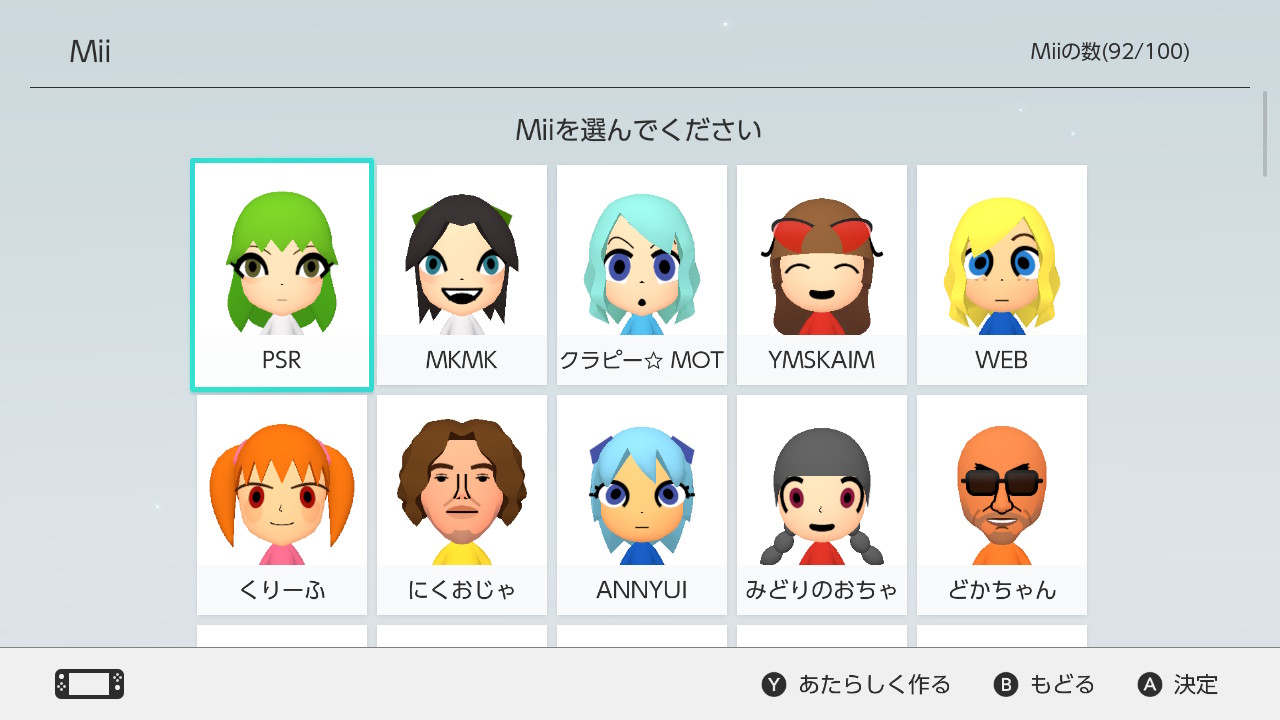 Mii
Miiの数(92/100)
Miiを選んでください
PSR
MKMK
クラピー☆ MOT
YMSKAIM
WEB
くりーふ
にくおじゃ
ANNYUI
みどりのおちゃ
どかちゃん
Y あたらしく作る
B もどる
A 決定